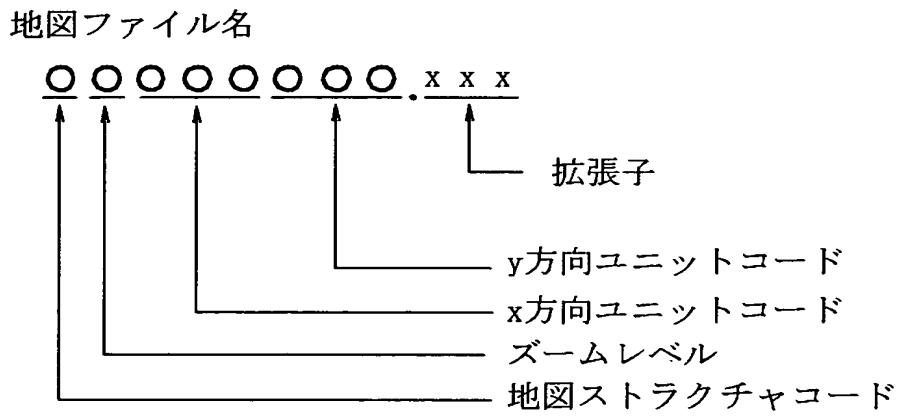 地図ファイル名
○○○○○○○○.xxx
拡張子
y方向ユニットコード
x方向ユニットコード
ズームレベル
地図ストラクチャコード